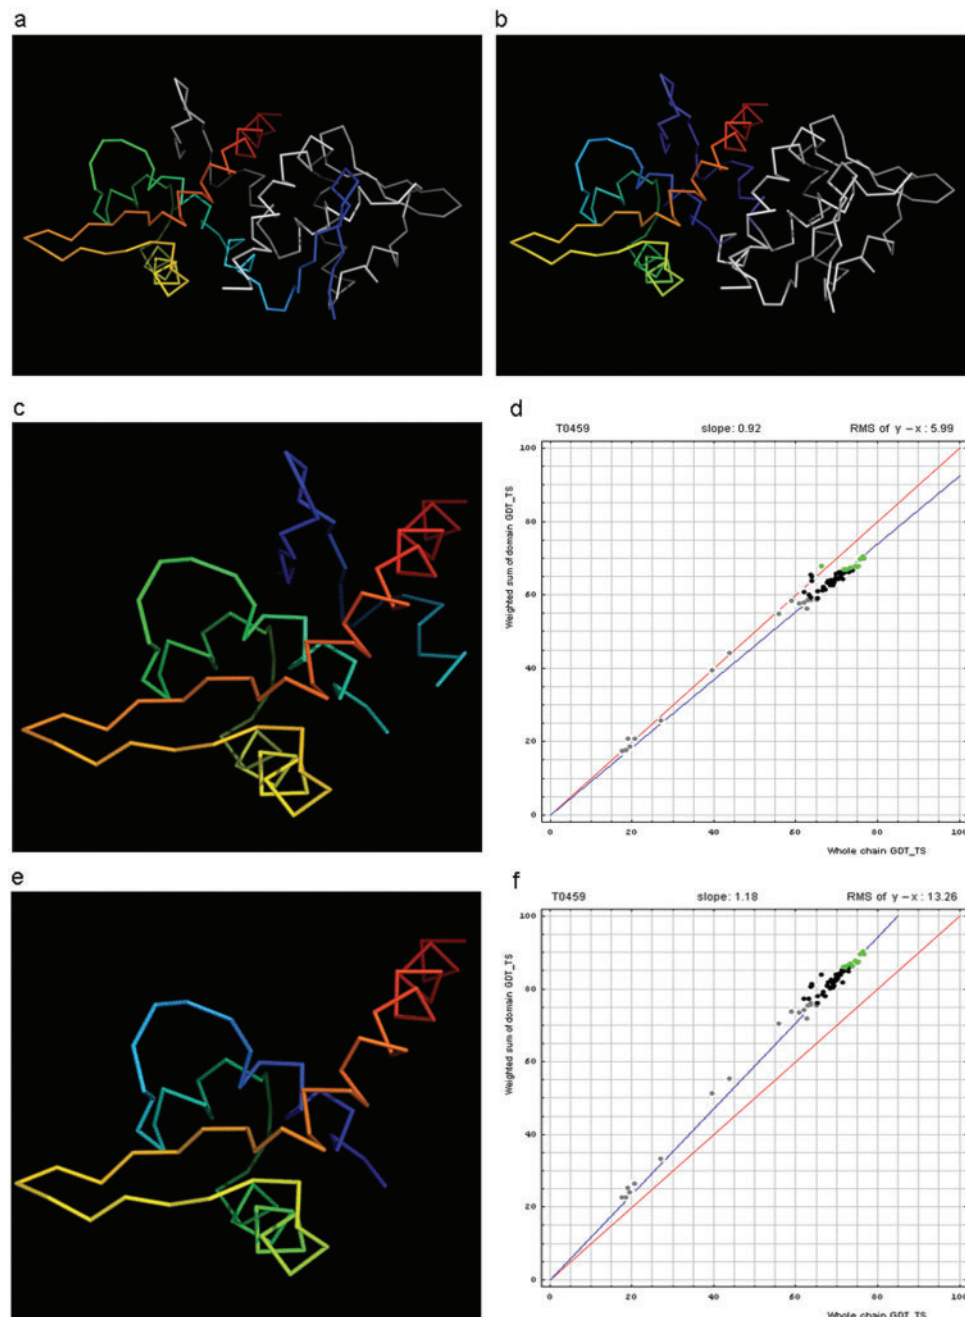 a
b
c
d
T0459 slope: 0.92 RMS of y − x : 5.99
Weighted sum of domain GDT_TS
100
80
60
40
20
0
0 20 40 60 80 100
Whole chain GDT_TS
e
f
T0459 slope: 1.18 RMS of y − x : 13.26
Weighted sum of domain GDT_TS
100
80
60
40
20
0
0 20 40 60 80 100
Whole chain GDT_TS